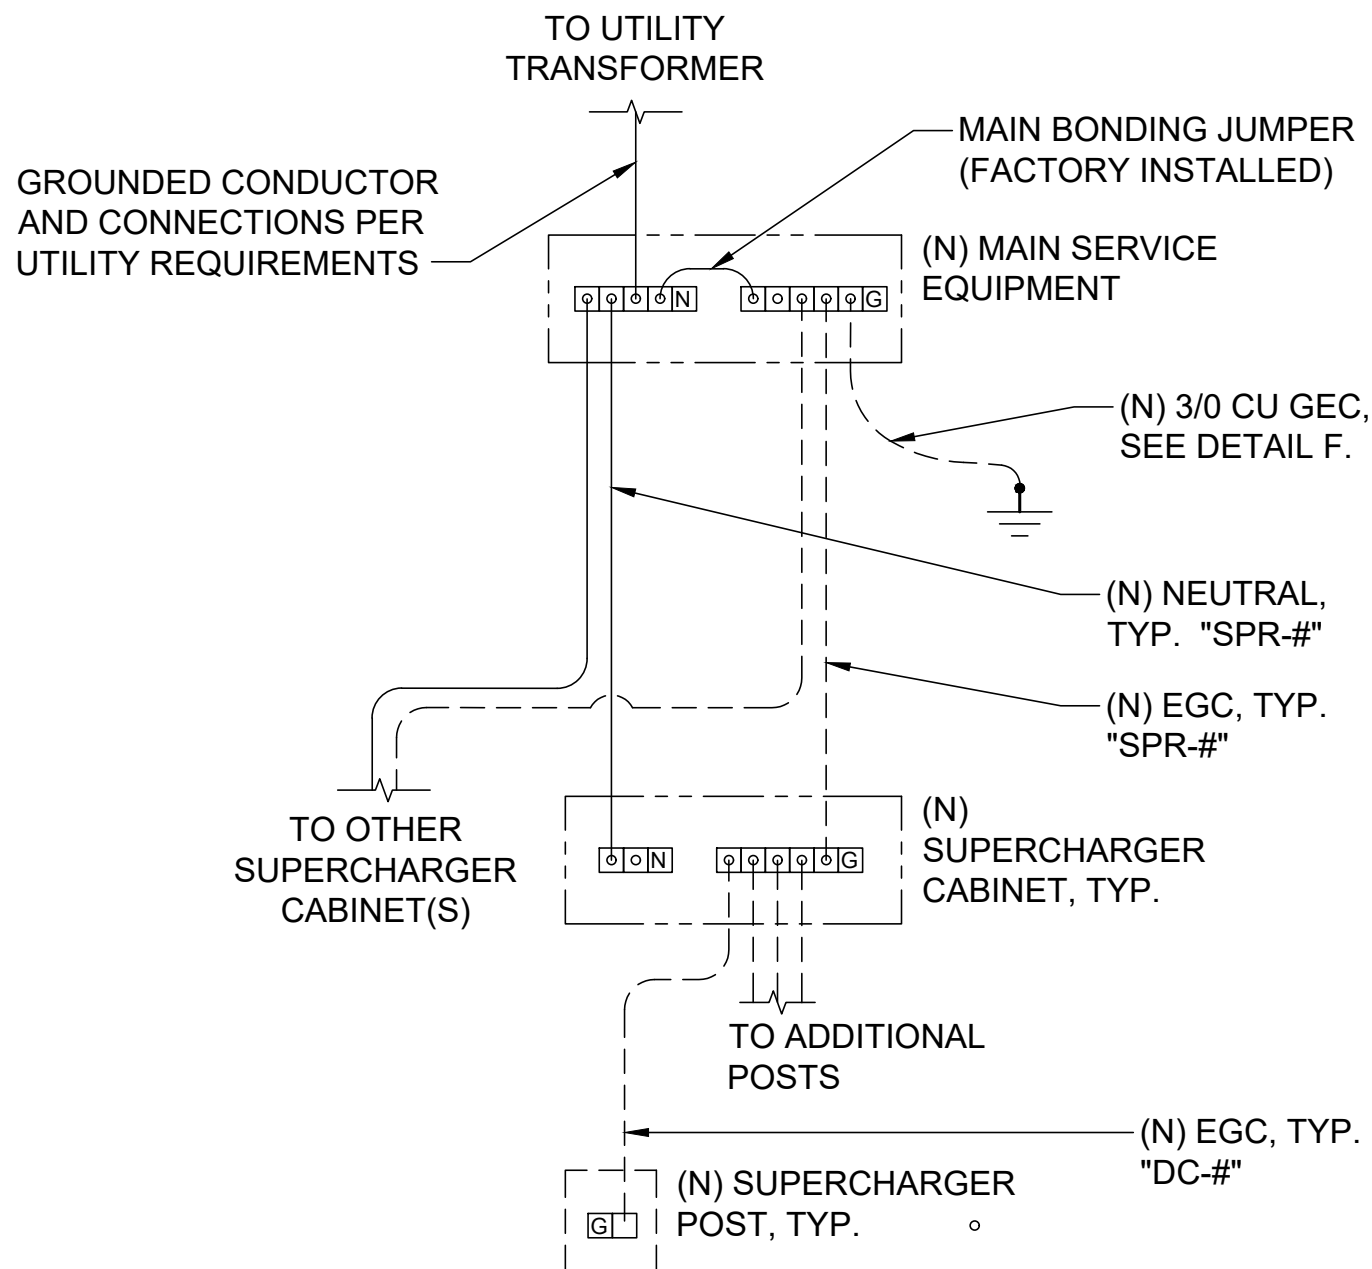 TO UTILITY
TRANSFORMER
MAIN BONDING JUMPER
(FACTORY INSTALLED)
GROUNDED CONDUCTOR
AND CONNECTIONS PER
UTILITY REQUIREMENTS
(N) MAIN SERVICE
EQUIPMENT
N
G
(N) 3/0 CU GEC,
SEE DETAIL F.
(N) NEUTRAL,
TYP. "SPR-#"
(N) EGC, TYP.
"SPR-#"
TO OTHER
SUPERCHARGER
CABINET(S)
(N)
SUPERCHARGER
CABINET, TYP.
N
G
TO ADDITIONAL
POSTS
(N) EGC, TYP.
"DC-#"
(N) SUPERCHARGER
POST, TYP.
G